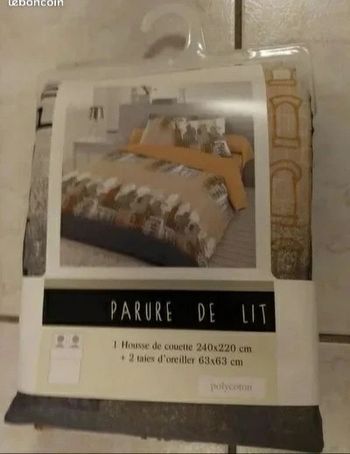 leboncoin
PARURE DE LIT
1 Housse de couette 240x220 cm
+ 2 taies d'oreiller 63x63 cm
polycoton